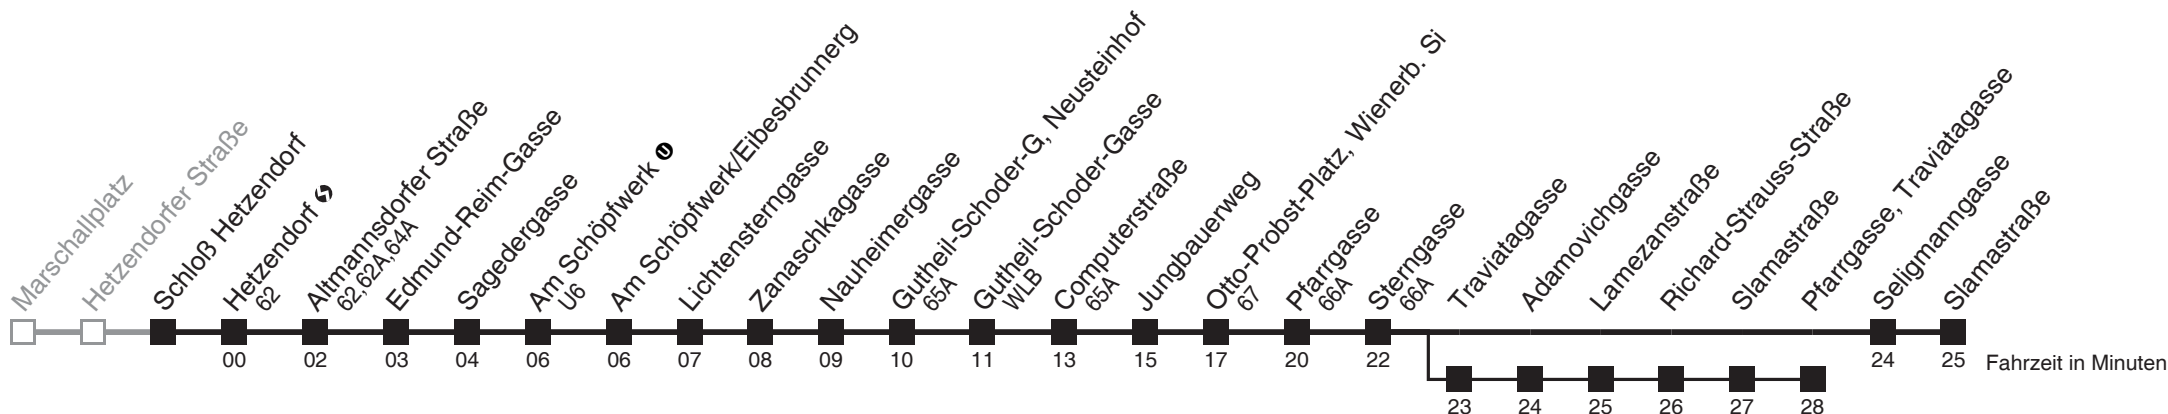 Marschallplatz
Hetzendorfer Straße
Schloß Hetzendorf
Hetzendorf
62
Altmannsdorfer Straße
62,62A,64A
Edmund-Reim-Gasse
Sagedergasse
Am Schöpfwerk U
U6
Am Schöpfwerk/Eibesbrunnerg
Lichtensterngasse
Zanaschkagasse
Nauheimergasse
Gutheil-Schoder-G, Neusteinhof
65A
Gutheil-Schoder-Gasse
WLB
Computerstraße
65A
Jungbauerweg
Otto-Probst-Platz, Wienerb. Si
67
Pfarrgasse
66A
Sterngasse
66A
Traviatagasse
Adamovichgasse
Lamezanstraße
Richard-Strauss-Straße
Slamastraße
Pfarrgasse, Traviatagasse
Seligmanngasse
Slamastraße
00 02 03 04 06 06 07 08 09 10 11 13 15 17 20 22 24 25 Fahrzeit in Minuten
23 24 25 26 27 28